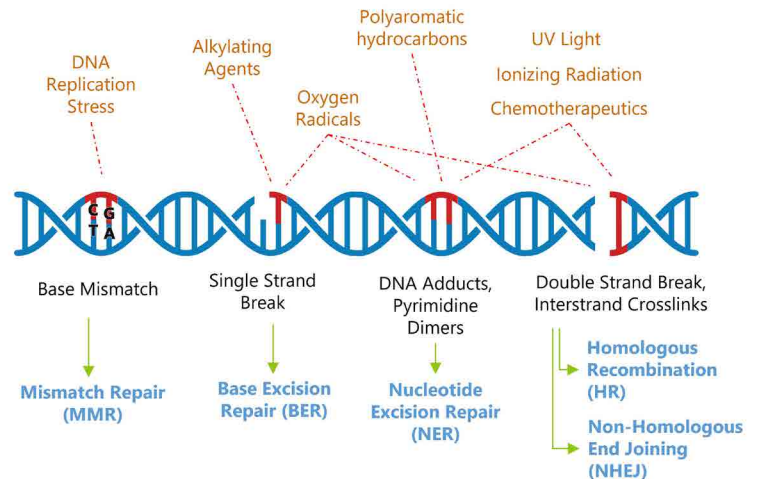 DNA
Replication
Stress
Alkylating
Agents
Oxygen
Radicals
Polyaromatic
hydrocarbons
UV Light
Ionizing Radiation
Chemotherapeutics
C G
T A
Base Mismatch
Single Strand
Break
DNA Adducts,
Pyrimidine
Dimers
Double Strand Break,
Interstrand Crosslinks
Mismatch Repair
(MMR)
Base Excision
Repair (BER)
Nucleotide
Excision Repair
(NER)
Homologous
Recombination
(HR)
Non-Homologous
End Joining
(NHEJ)